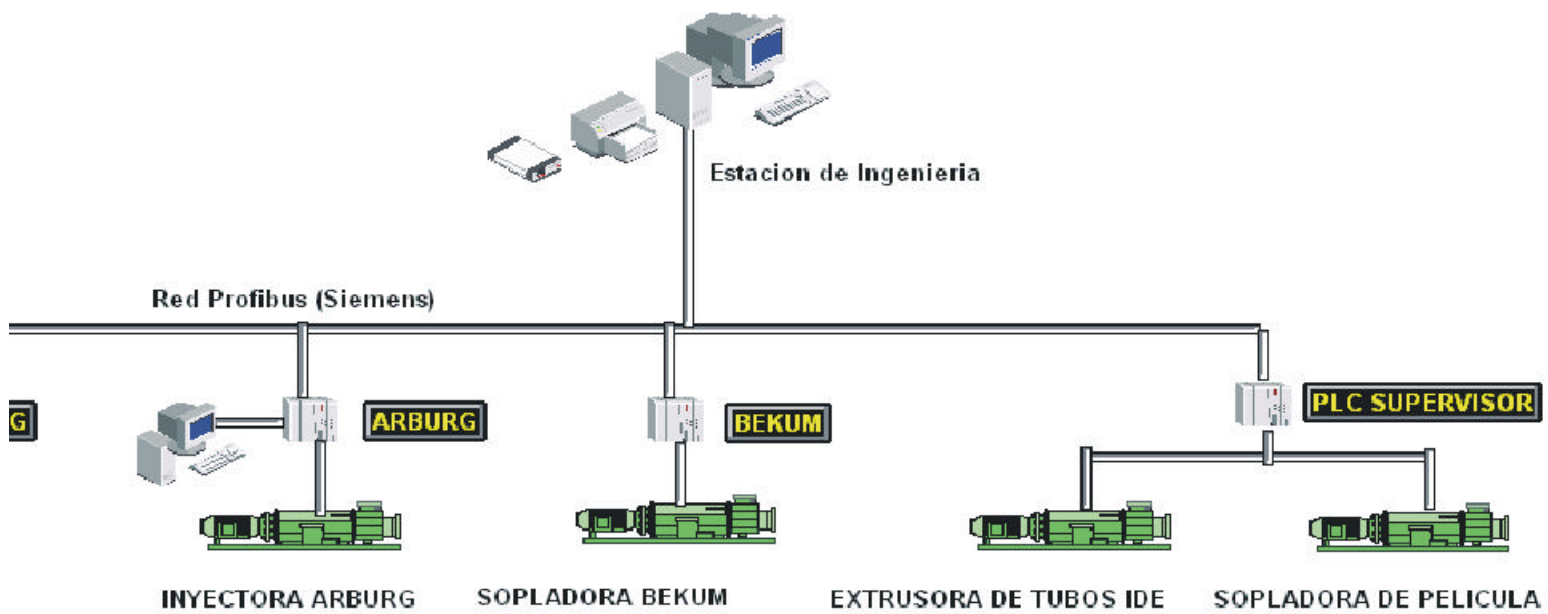 Estacion de Ingenieria
Red Profibus (Siemens)
G
ARBURG
BEKUM
PLC SUPERVISOR
INYECTORA ARBURG
SOPLADORA BEKUM
EXTRUSORA DE TUBOS IDE
SOPLADORA DE PELICULA